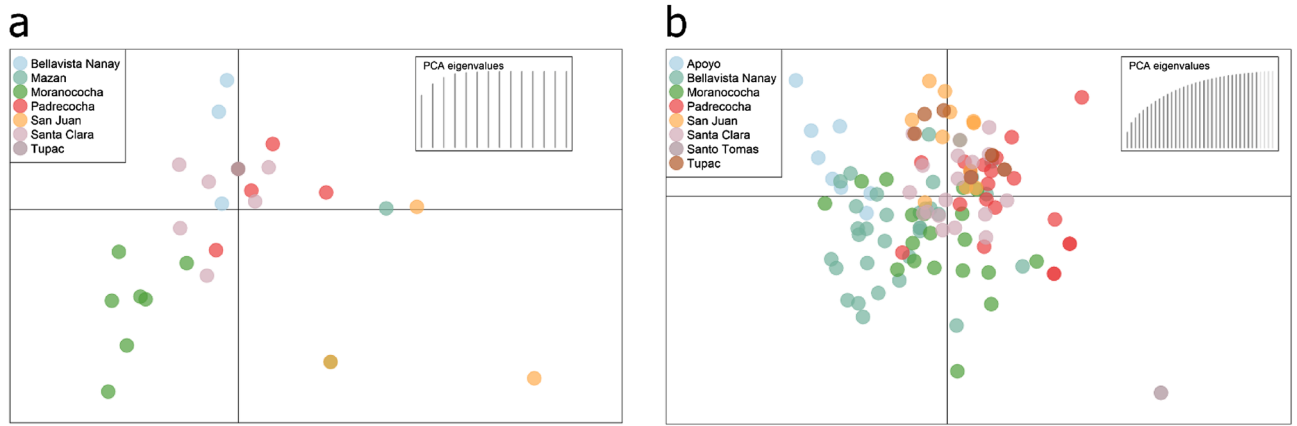 a
Bellavista Nanay
Mazan
Moranococha
Padrecocha
San Juan
Santa Clara
Tupac
PCA eigenvalues
b
Apoyo
Bellavista Nanay
Moranococha
Padrecocha
San Juan
Santa Clara
Santo Tomas
Tupac
PCA eigenvalues